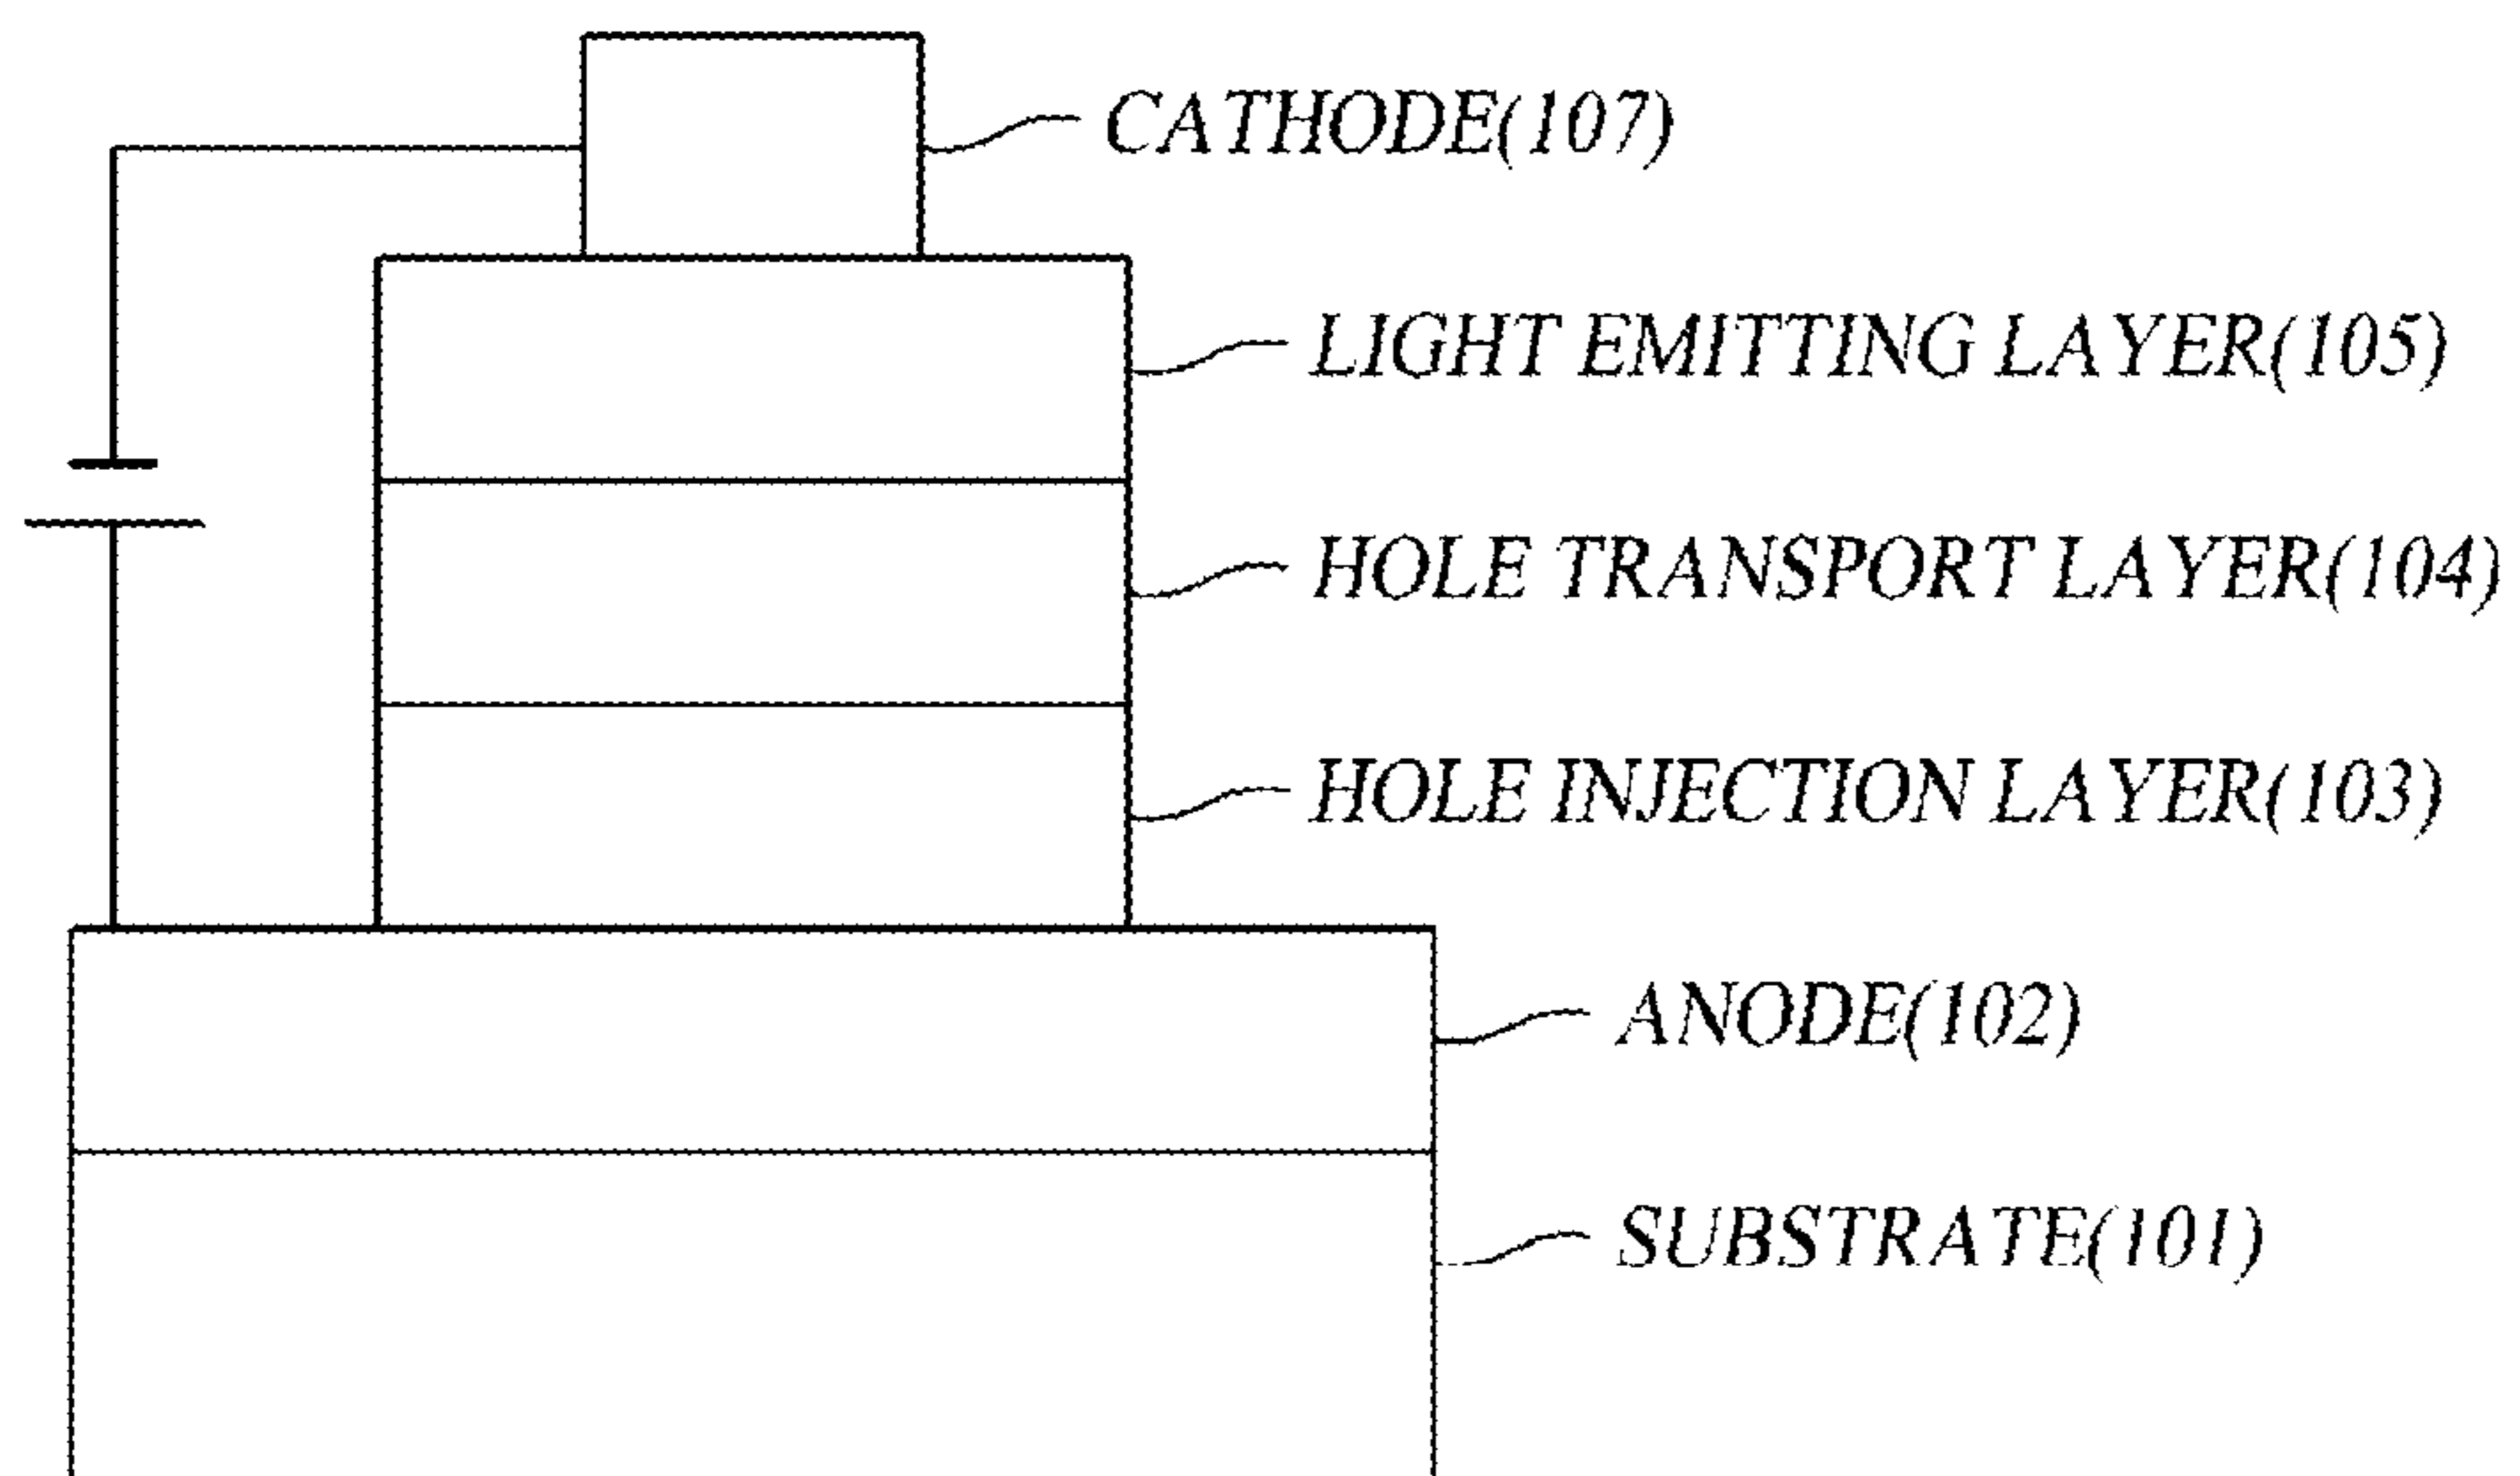 CATHODE(107)
LIGHT EMITTING LAYER(105)
HOLE TRANSPORT LAYER(104)
HOLE INJECTION LAYER(103)
ANODE(102)
SUBSTRATE(101)